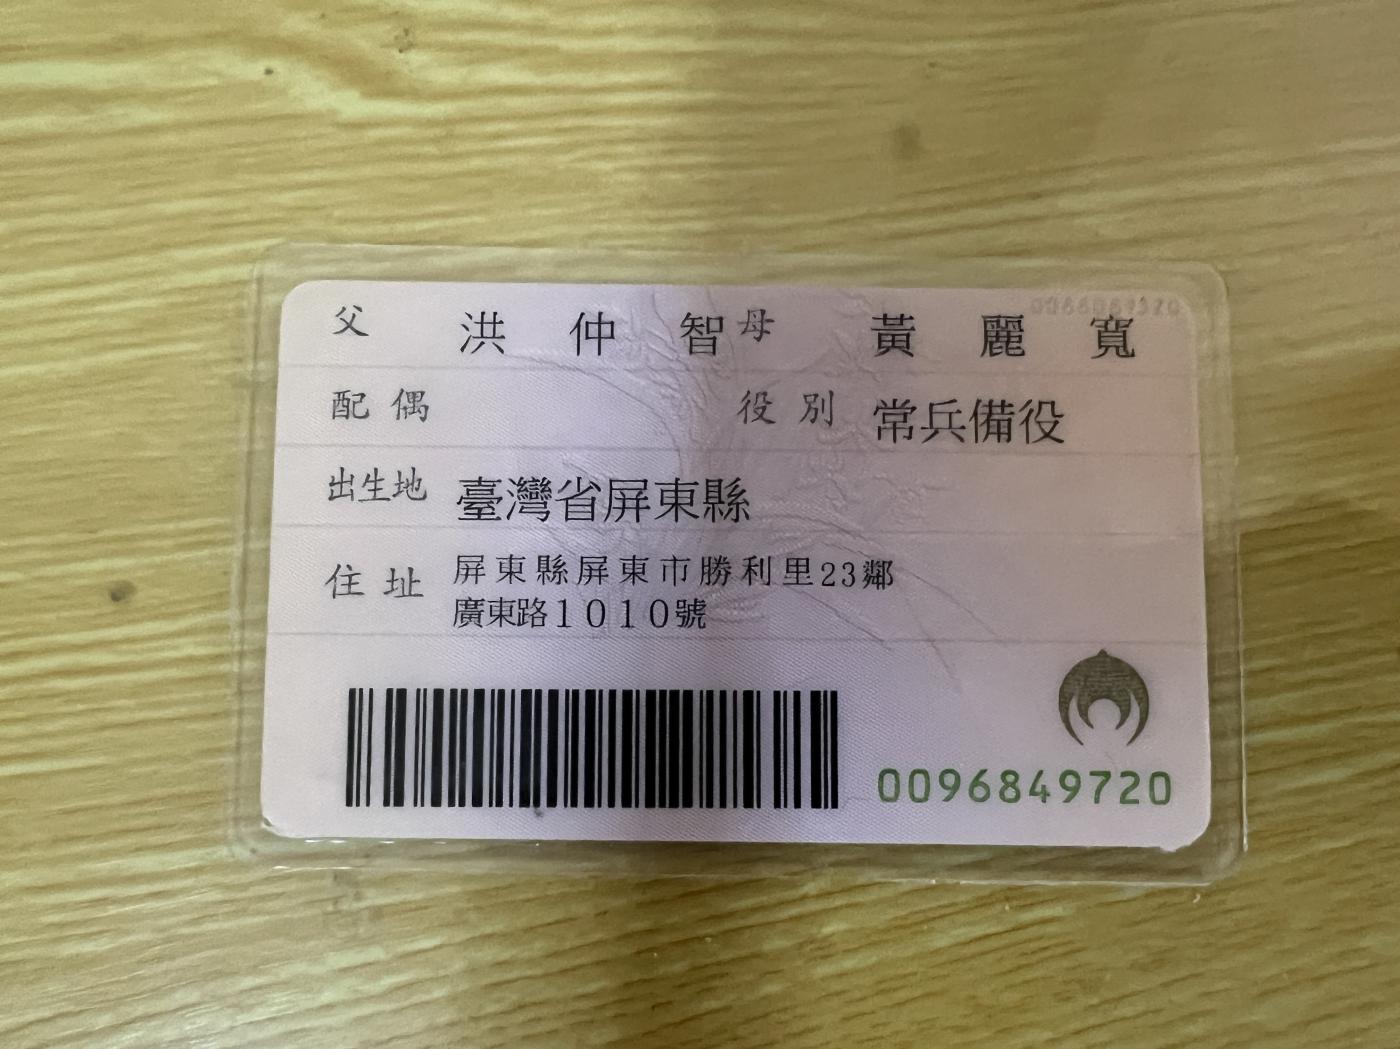 父 洪仲智 母 黃麗寬
配偶 役別 常兵備役
出生地 臺灣省屏東縣
住址 屏東縣屏東市勝利里23鄰
廣東路1010號
0096849720